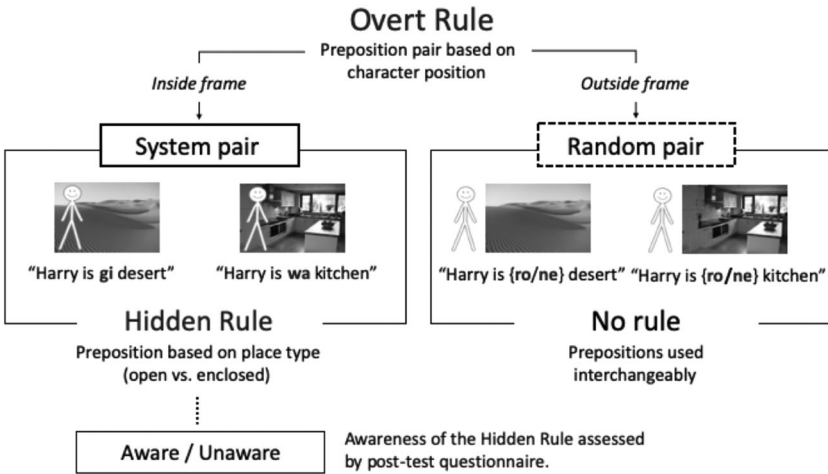 Overt Rule
Preposition pair based on
character position
Inside frame
Outside frame
System pair
Random pair
“Harry is gi desert”
“Harry is wa kitchen”
“Harry is {ro/ne} desert”
“Harry is {ro/ne} kitchen”
Hidden Rule
No rule
Preposition based on place type
(open vs. enclosed)
Prepositions used
interchangeably
Aware / Unaware
Awareness of the Hidden Rule assessed
by post-test questionnaire.